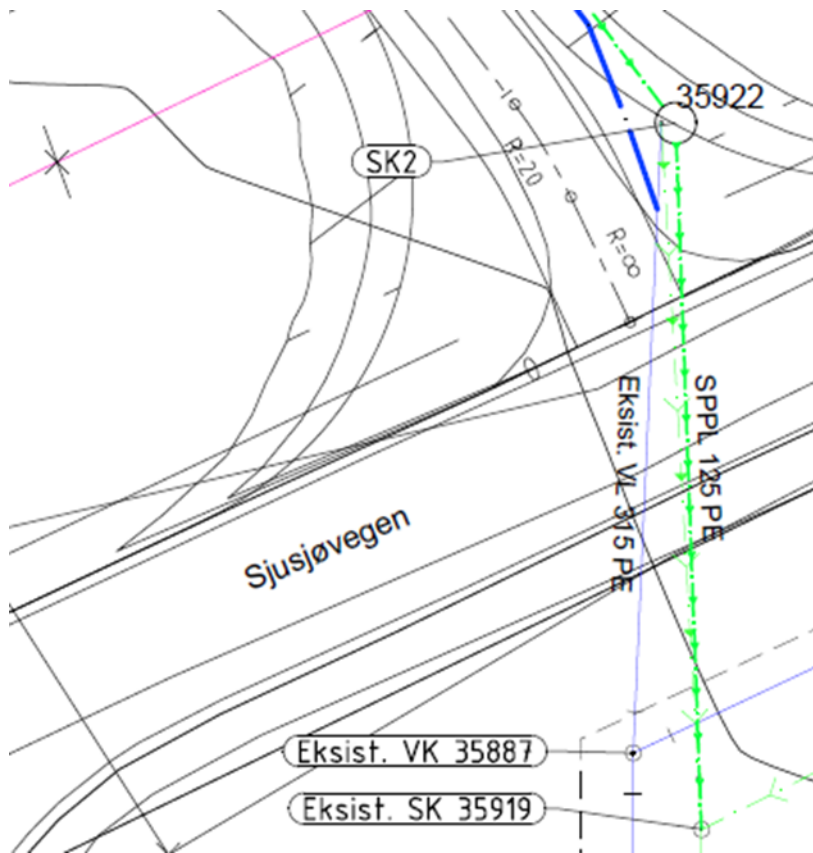 35922
SK2
R=20
R=∞
Eksist. VL 315 PE
SPPL 125 PE
Sjusjøvegen
Eksist. VK 35887
Eksist. SK 35919